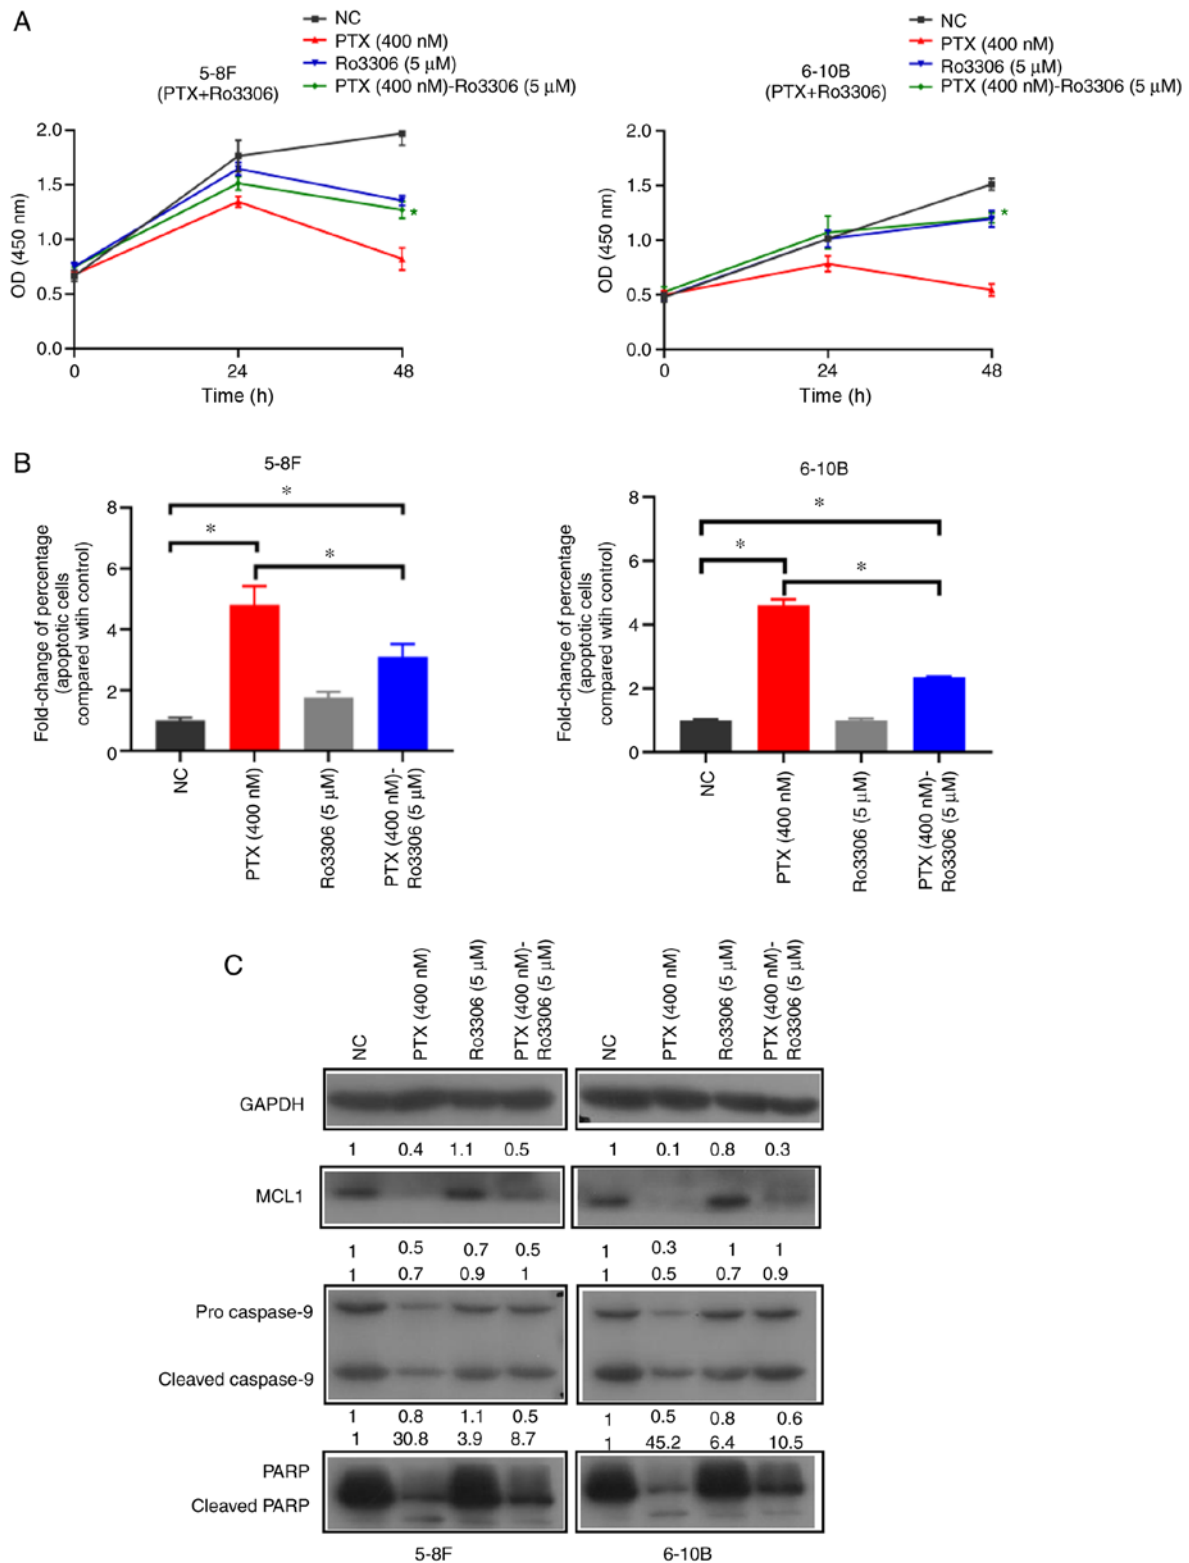 A
NC
PTX (400 nM)
Ro3306 (5 μM)
PTX (400 nM)-Ro3306 (5 μM)
5-8F
(PTX+Ro3306)
OD (450 nm)
2.0
1.5
1.0
0.5
0.0
*
0
24
48
Time (h)
NC
PTX (400 nM)
Ro3306 (5 μM)
PTX (400 nM)-Ro3306 (5 μM)
6-10B
(PTX+Ro3306)
OD (450 nm)
2.0
1.5
1.0
0.5
0.0
*
0
24
48
Time (h)
B
5-8F
Fold-change of percentage
(apoptotic cells
compared wtih control)
8
6
4
2
0
*
*
*
NC
PTX (400 nM)
Ro3306 (5 μM)
PTX (400 nM)-
Ro3306 (5 μM)
6-10B
Fold-change of percentage
(apoptotic cells
compared wtih control)
8
6
4
2
0
*
*
*
NC
PTX (400 nM)
Ro3306 (5 μM)
PTX (400 nM)-
Ro3306 (5 μM)
C
NC
PTX (400 nM)
Ro3306 (5 μM)
PTX (400 nM)-
Ro3306 (5 μM)
NC
PTX (400 nM)
Ro3306 (5 μM)
PTX (400 nM)-
Ro3306 (5 μM)
GAPDH
1 0.4 1.1 0.5 1 0.1 0.8 0.3
MCL1
1 0.5 0.7 0.5 1 0.3 1 1
1 0.7 0.9 1 1 0.5 0.7 0.9
Pro caspase-9
Cleaved caspase-9
1 0.8 1.1 0.5 1 0.5 0.8 0.6
1 30.8 3.9 8.7 1 45.2 6.4 10.5
PARP
Cleaved PARP
5-8F 6-10B